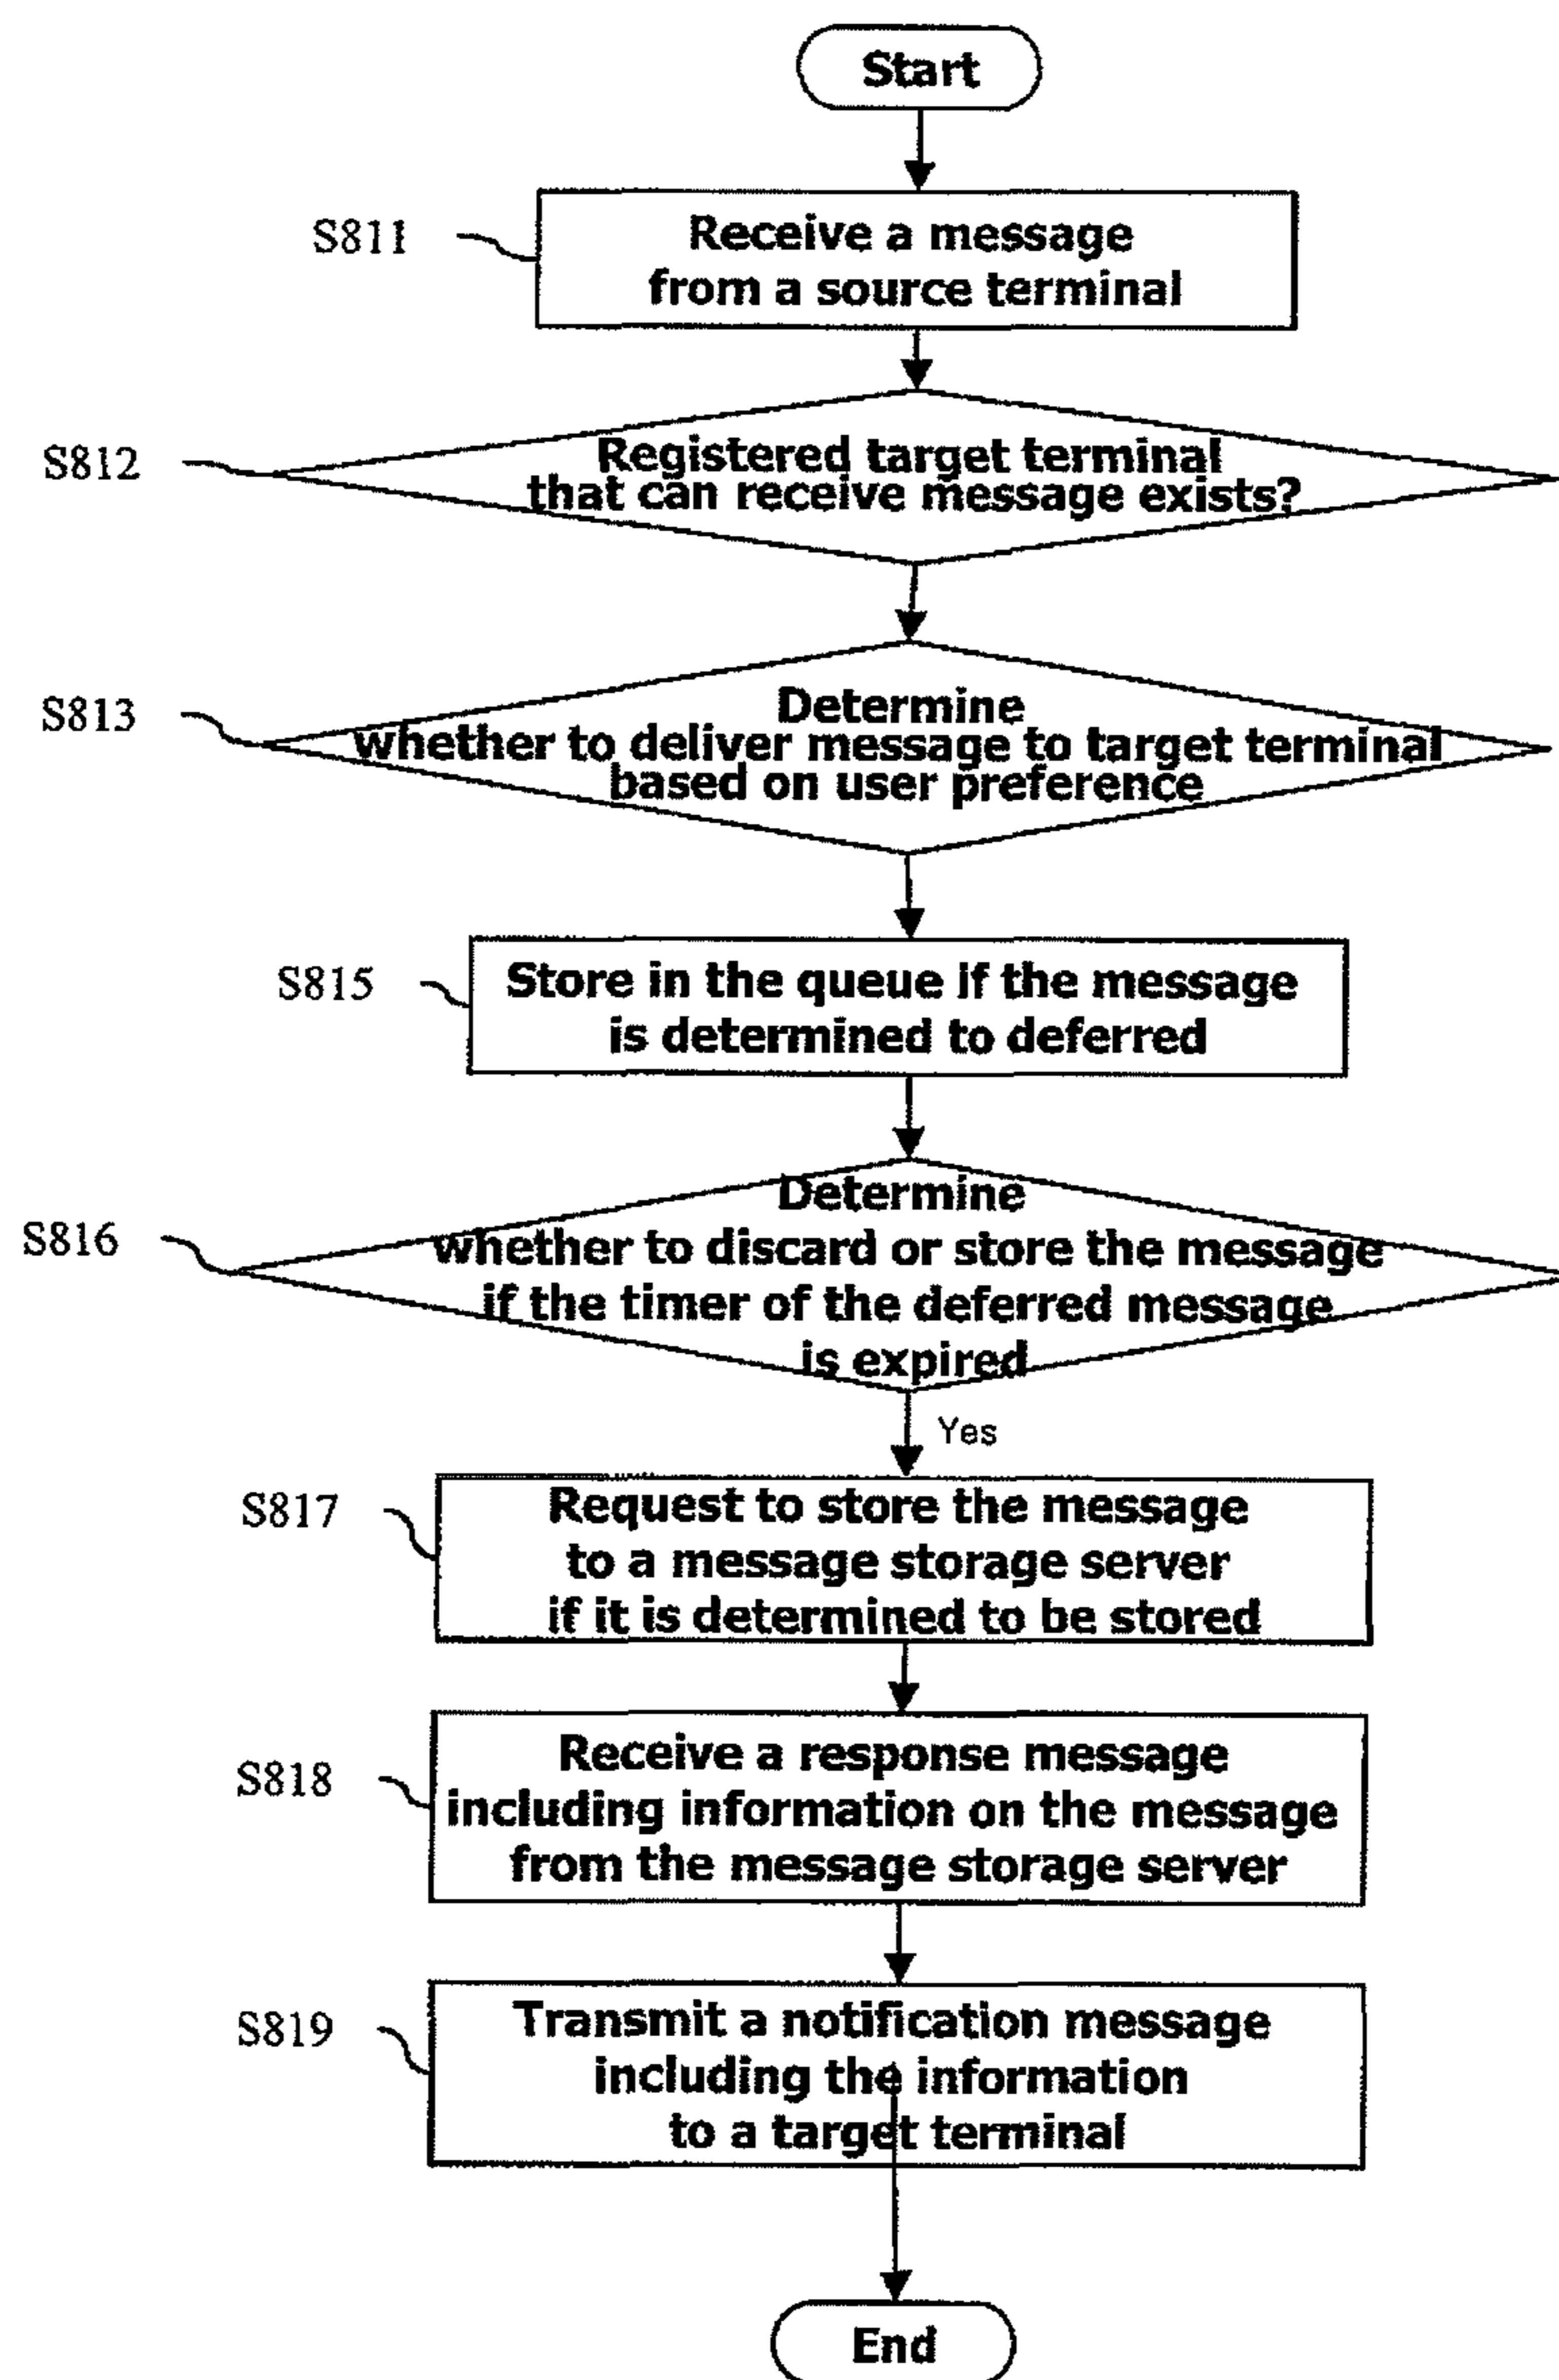 Start
S811
Receive a message
from a source terminal
S812
Registered target terminal
that can receive message exists?
S813
Determine
whether to deliver message to target terminal
based on user preference
S815
Store in the queue if the message
is determined to deferred
S816
Determine
whether to discard or store the message
if the timer of the deferred message
is expired
Yes
S817
Request to store the message
to a message storage server
if it is determined to be stored
S818
Receive a response message
including information on the message
from the message storage server
S819
Transmit a notification message
including the information
to a target terminal
End